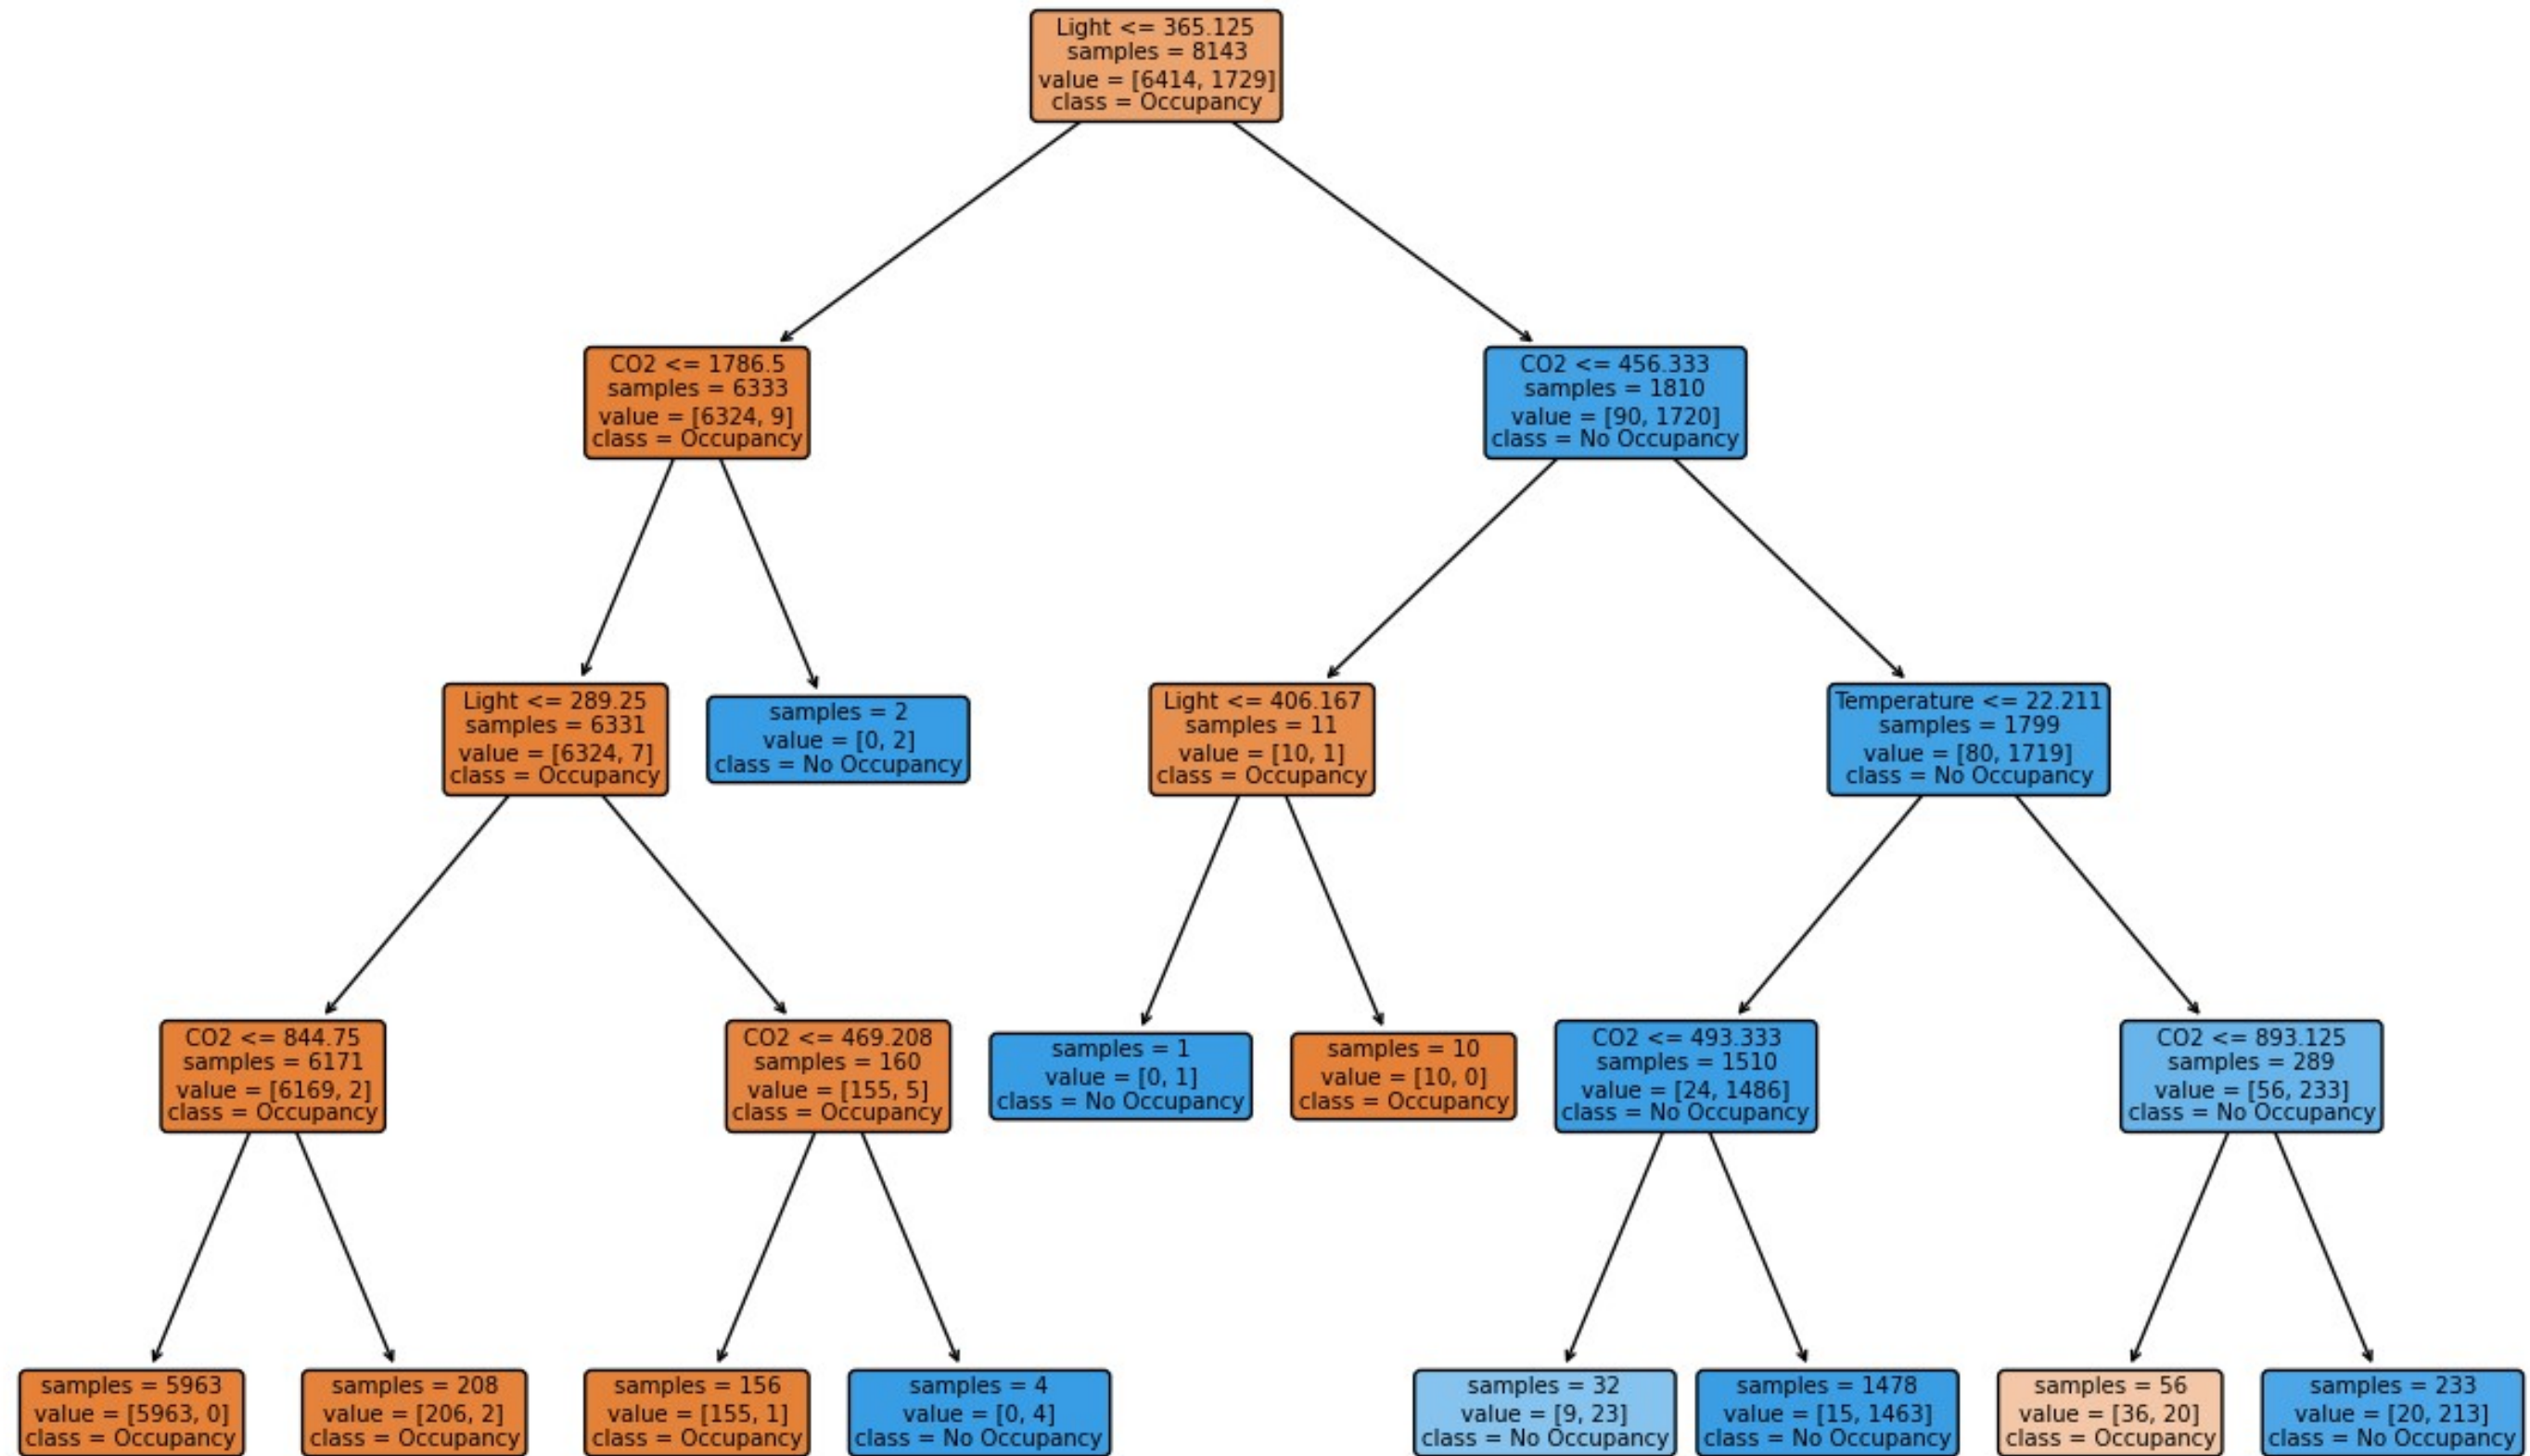 Light <= 365.125
samples = 8143
value = [6414, 1729]
class = Occupancy
CO2 <= 1786.5
samples = 6333
value = [6324, 9]
class = Occupancy
CO2 <= 456.333
samples = 1810
value = [90, 1720]
class = No Occupancy
Light <= 289.25
samples = 6331
value = [6324, 7]
class = Occupancy
samples = 2
value = [0, 2]
class = No Occupancy
Light <= 406.167
samples = 11
value = [10, 1]
class = Occupancy
Temperature <= 22.211
samples = 1799
value = [80, 1719]
class = No Occupancy
CO2 <= 844.75
samples = 6171
value = [6169, 2]
class = Occupancy
CO2 <= 469.208
samples = 160
value = [155, 5]
class = Occupancy
samples = 1
value = [0, 1]
class = No Occupancy
samples = 10
value = [10, 0]
class = Occupancy
CO2 <= 493.333
samples = 1510
value = [24, 1486]
class = No Occupancy
CO2 <= 893.125
samples = 289
value = [56, 233]
class = No Occupancy
samples = 5963
value = [5963, 0]
class = Occupancy
samples = 208
value = [206, 2]
class = Occupancy
samples = 156
value = [155, 1]
class = Occupancy
samples = 4
value = [0, 4]
class = No Occupancy
samples = 32
value = [9, 23]
class = No Occupancy
samples = 1478
value = [15, 1463]
class = No Occupancy
samples = 56
value = [36, 20]
class = Occupancy
samples = 233
value = [20, 213]
class = No Occupancy